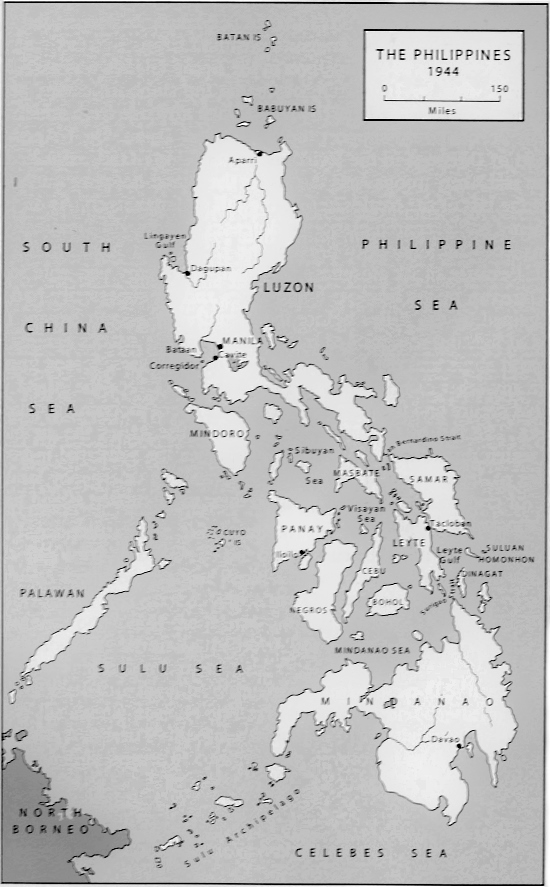 BATAN IS
THE PHILIPPINES
1944
0 150
Miles
BABUYAN IS
Aparri
Lingayen
Gulf
SOUTH
PHILIPPINE
Dagupan
LUZON
SEA
CHINA
MANILA
Bataan
Cavite
Corregidor
SEA
MINDORO
San Bernardino Strait
Sibuyan
Sea
MASBATE
SAMAR
Visayan
Sea
Tacloban
CUYO
IS
PANAY
LEYTE
Iloilo
Leyte
Gulf
SULUAN
HOMONHON
CEBU
DINAGAT
PALAWAN
NEGROS
BOHOL
Surigao
MINDANAO SEA
SULU SEA
MINDANAO
Davao
NORTH
BORNEO
Sulu Archipelago
CELEBES SEA